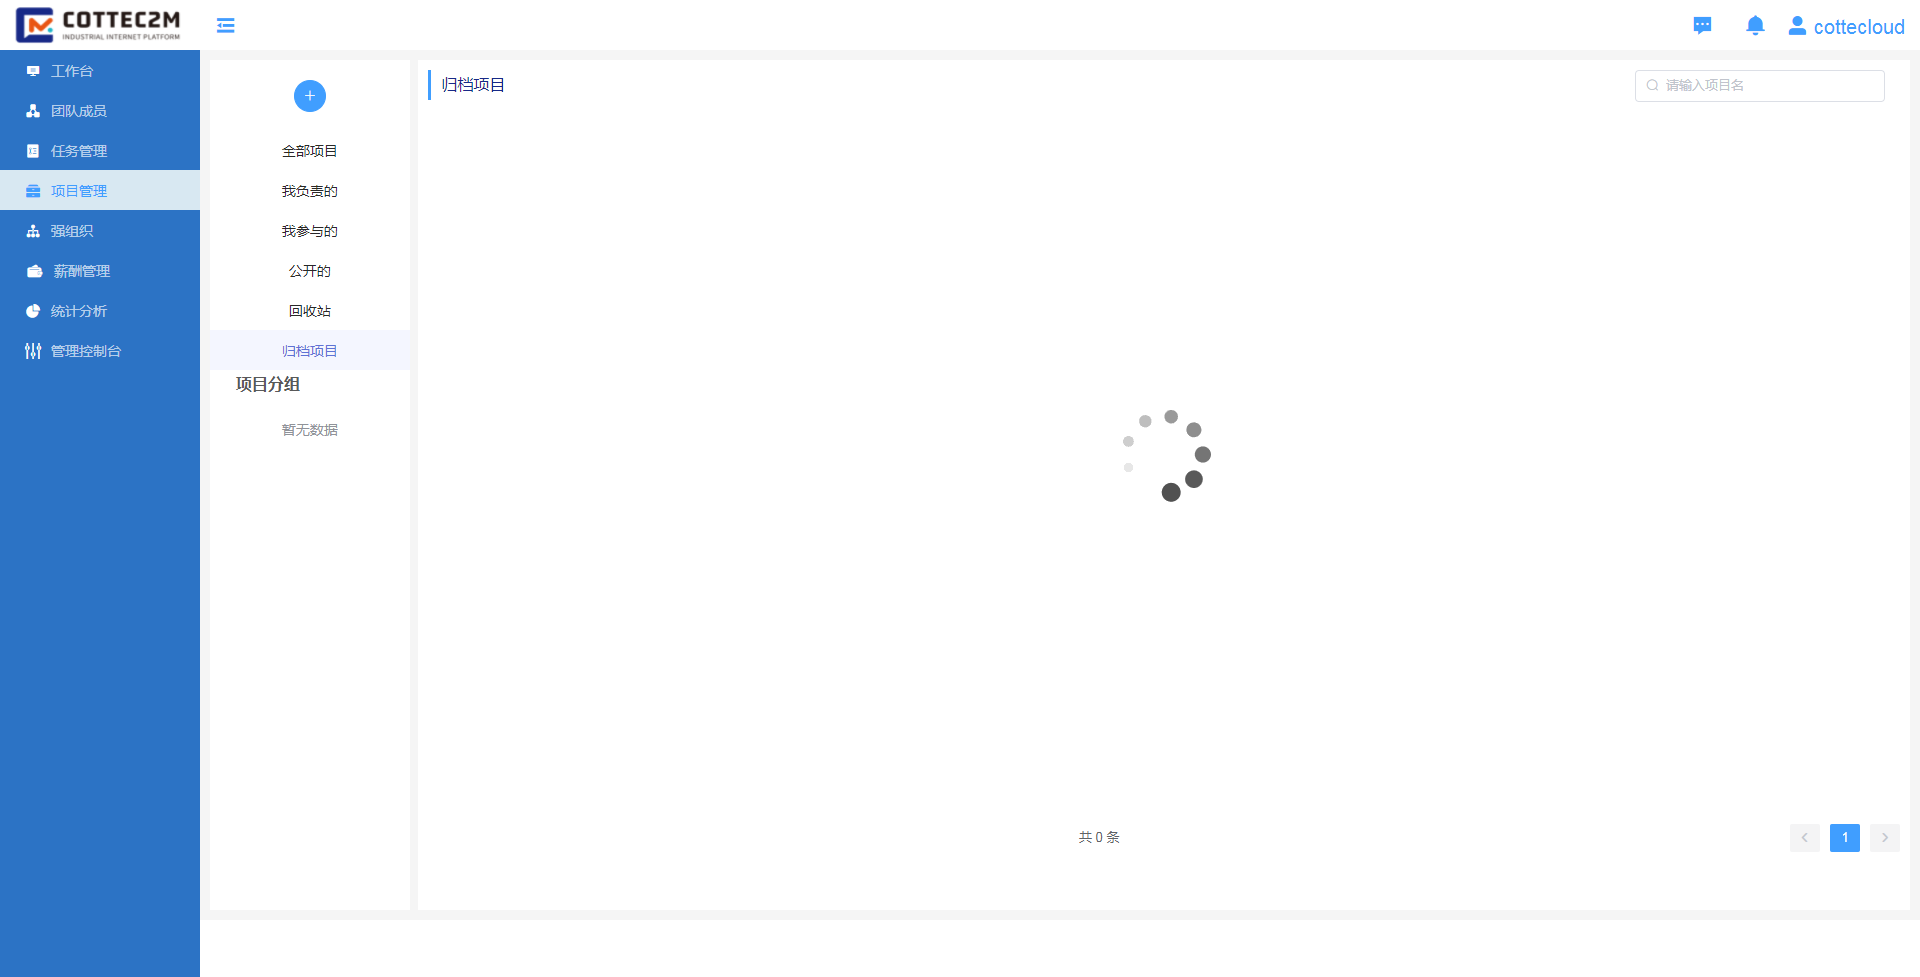 COTTEC2M
INDUSTRIAL INTERNET PLATFORM
cottecloud
工作台
团队成员
任务管理
项目管理
强组织
薪酬管理
统计分析
管理控制台
全部项目
我负责的
我参与的
公开的
回收站
归档项目
项目分组
暂无数据
归档项目
请输入项目名
共 0 条
1